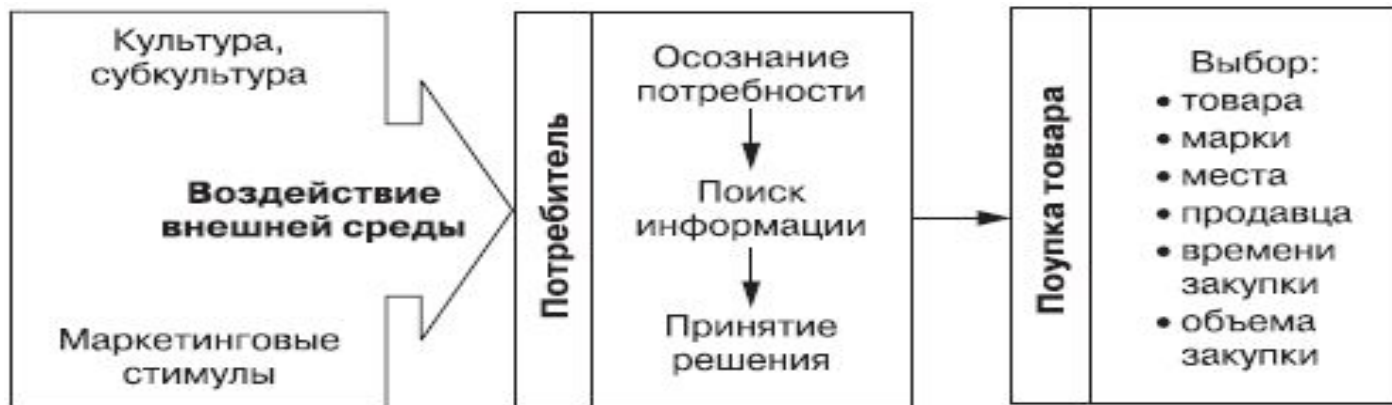 Культура,
субкультура
Воздействие
внешней среды
Маркетинговые
стимулы
Потребитель
Осознание
потребности
Поиск
информации
Принятие
решения
Поупка товара
Выбор:
• товара
• марки
• места
• продавца
• времени
закупки
• объема
закупки